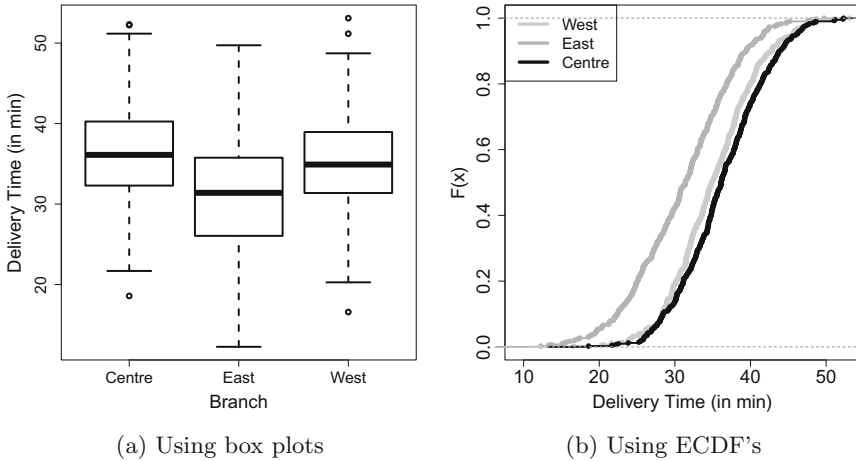 Delivery Time (in min)
50
40
30
20
Centre East West
Branch
(a) Using box plots
F(x)
1.0
0.8
0.6
0.4
0.2
0.0
West
East
Centre
10 20 30 40 50
Delivery Time (in min)
(b) Using ECDF's